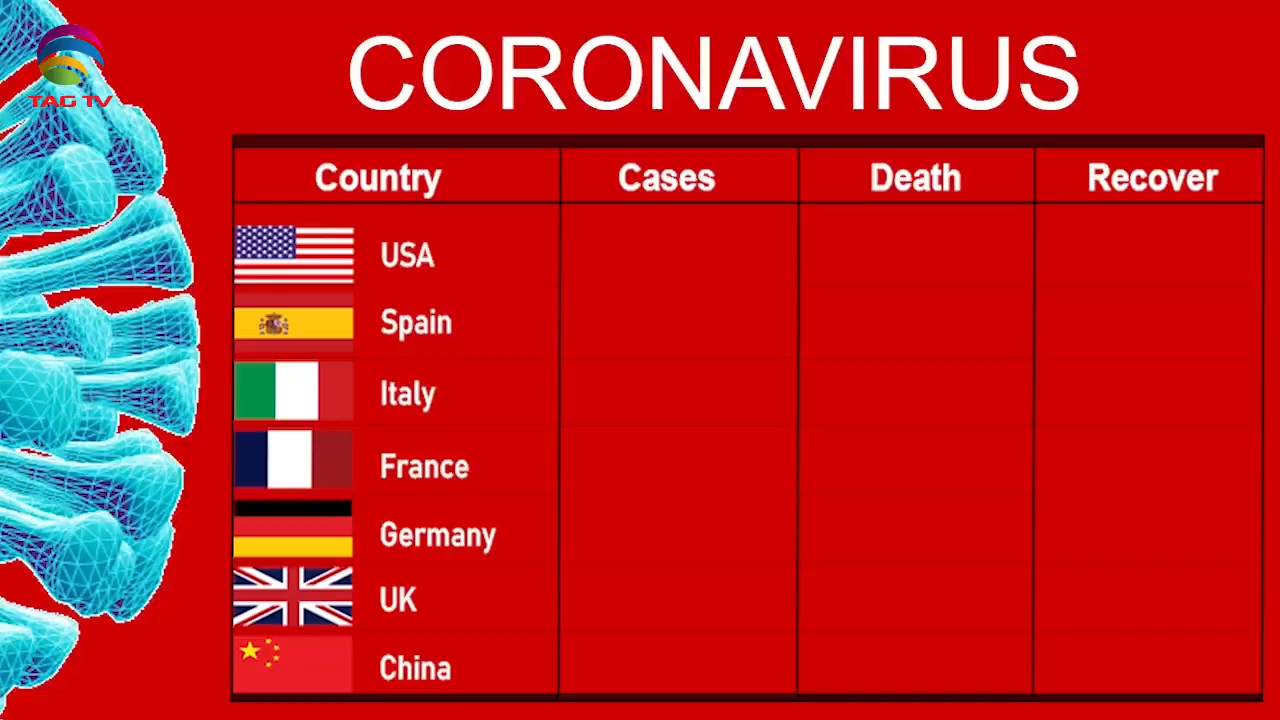 TAG TV
CORONAVIRUS
Country Cases Death Recover
USA
Spain
Italy
France
Germany
UK
China